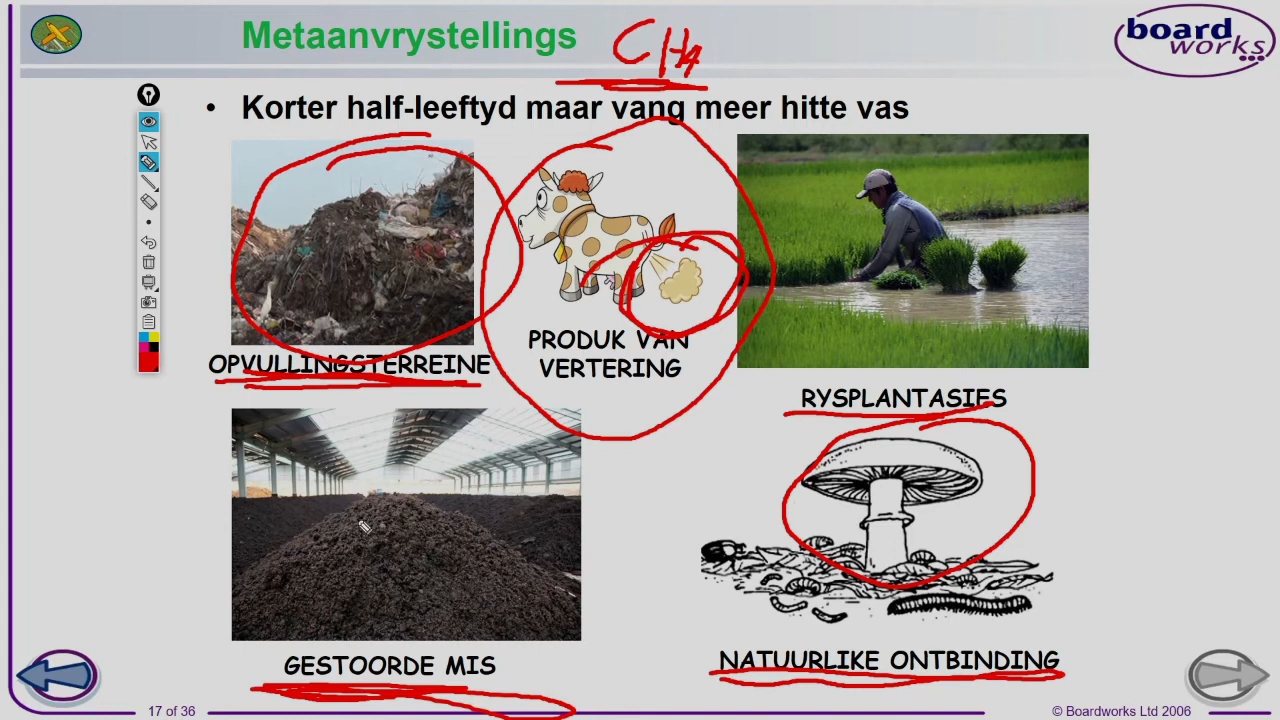 Metaanvrystellings
CH4
board
works
• Korter half-leeftyd maar vang meer hitte vas
OPVULLINGSTERREINE
PRODUK VAN
VERTERING
RYSPLANTASIES
GESTOORDE MIS
NATUURLIKE ONTBINDING
17 of 36
© Boardworks Ltd 2006